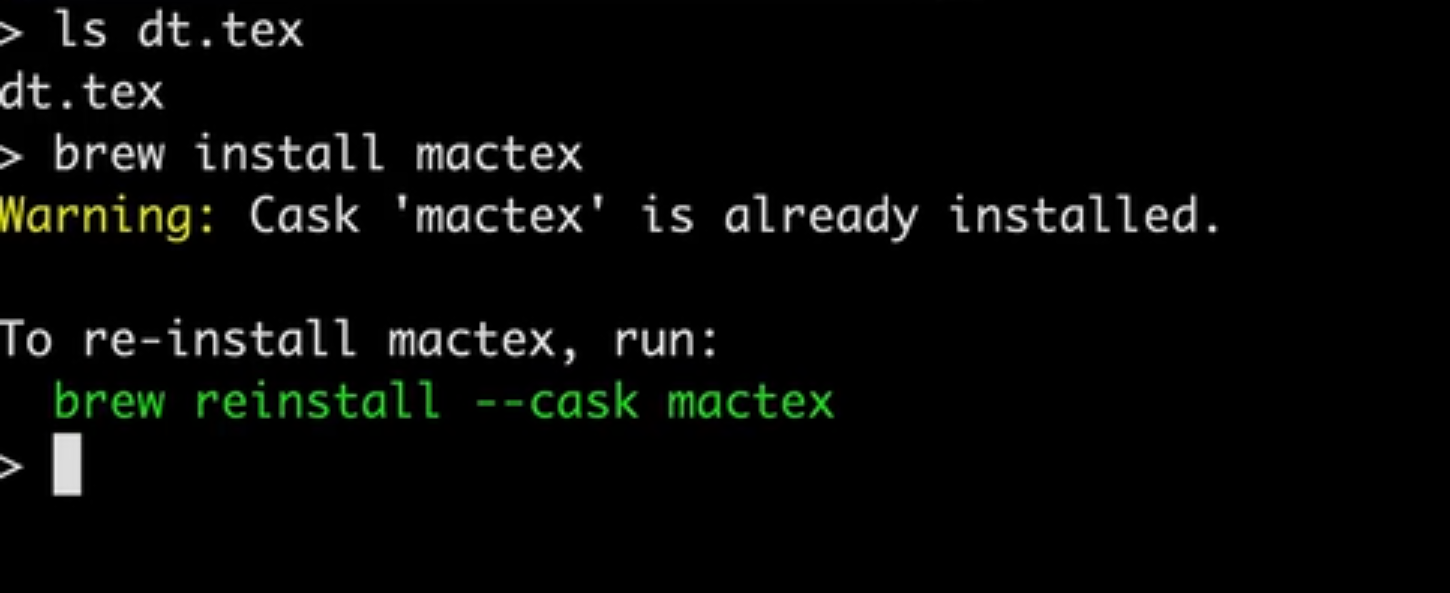 > ls dt.tex
dt.tex
> brew install mactex
Warning: Cask 'mactex' is already installed.
To re-install mactex, run:
brew reinstall --cask mactex
>